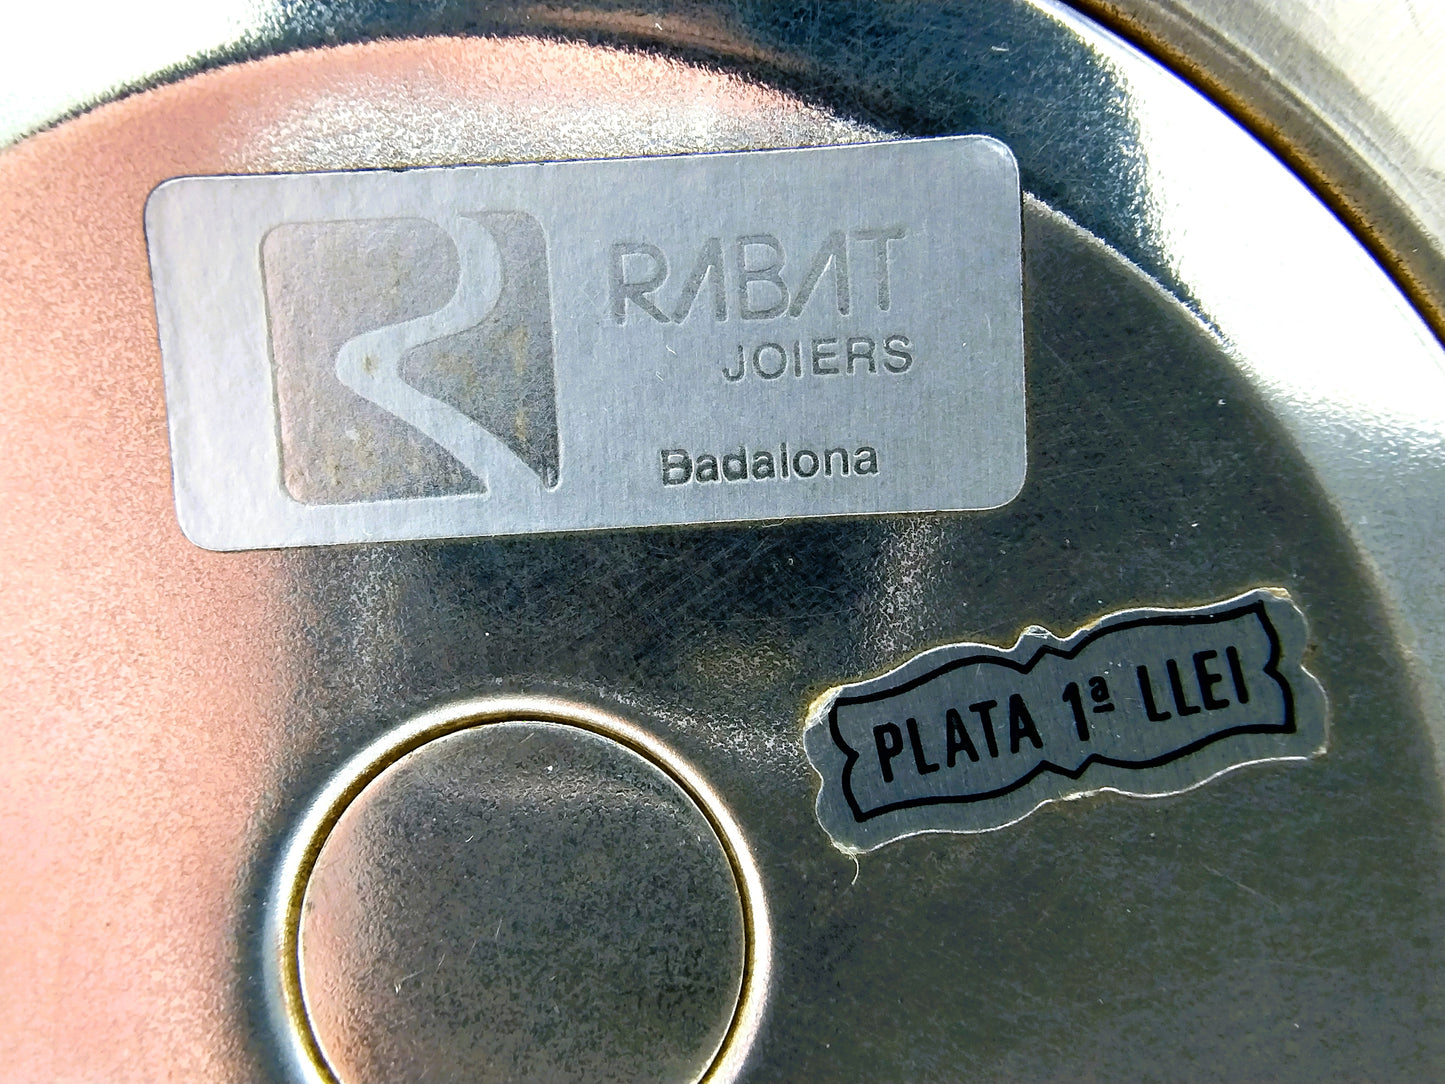 RABAT
JOIERS
Badalona
PLATA 1ª LLEI